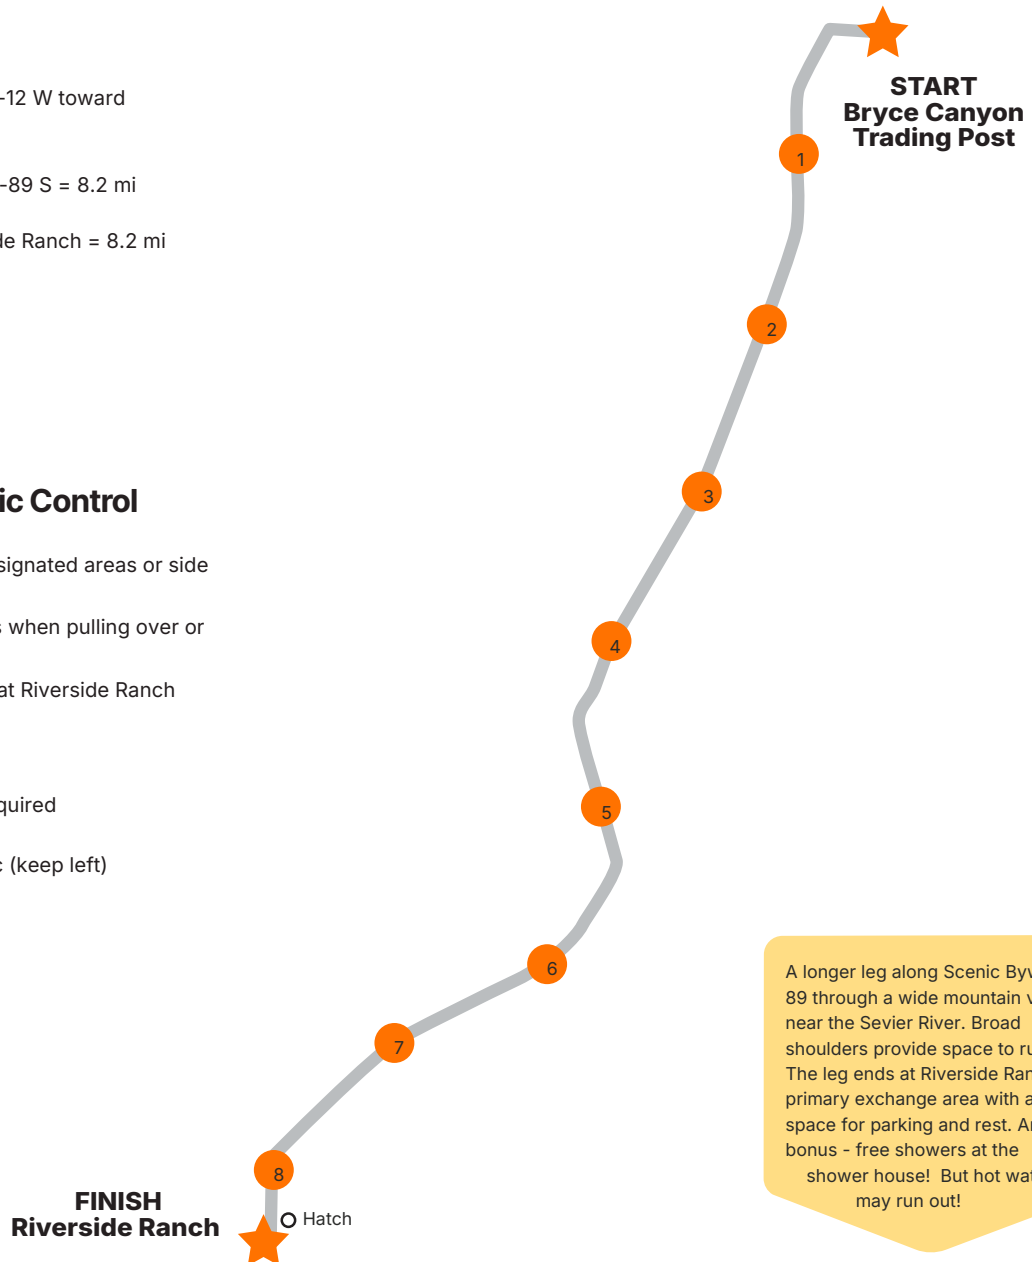 -12 W toward
-89 S = 8.2 mi
de Ranch = 8.2 mi
ic Control
signated areas or side
s when pulling over or
at Riverside Ranch
quired
c (keep left)
START
Bryce Canyon
Trading Post
1
2
3
4
5
6
7
8
FINISH
Riverside Ranch
Hatch
A longer leg along Scenic Byw
89 through a wide mountain v
near the Sevier River. Broad
shoulders provide space to ru
The leg ends at Riverside Ran
primary exchange area with a
space for parking and rest. A
bonus - free showers at the
shower house!  But hot wat
may run out!